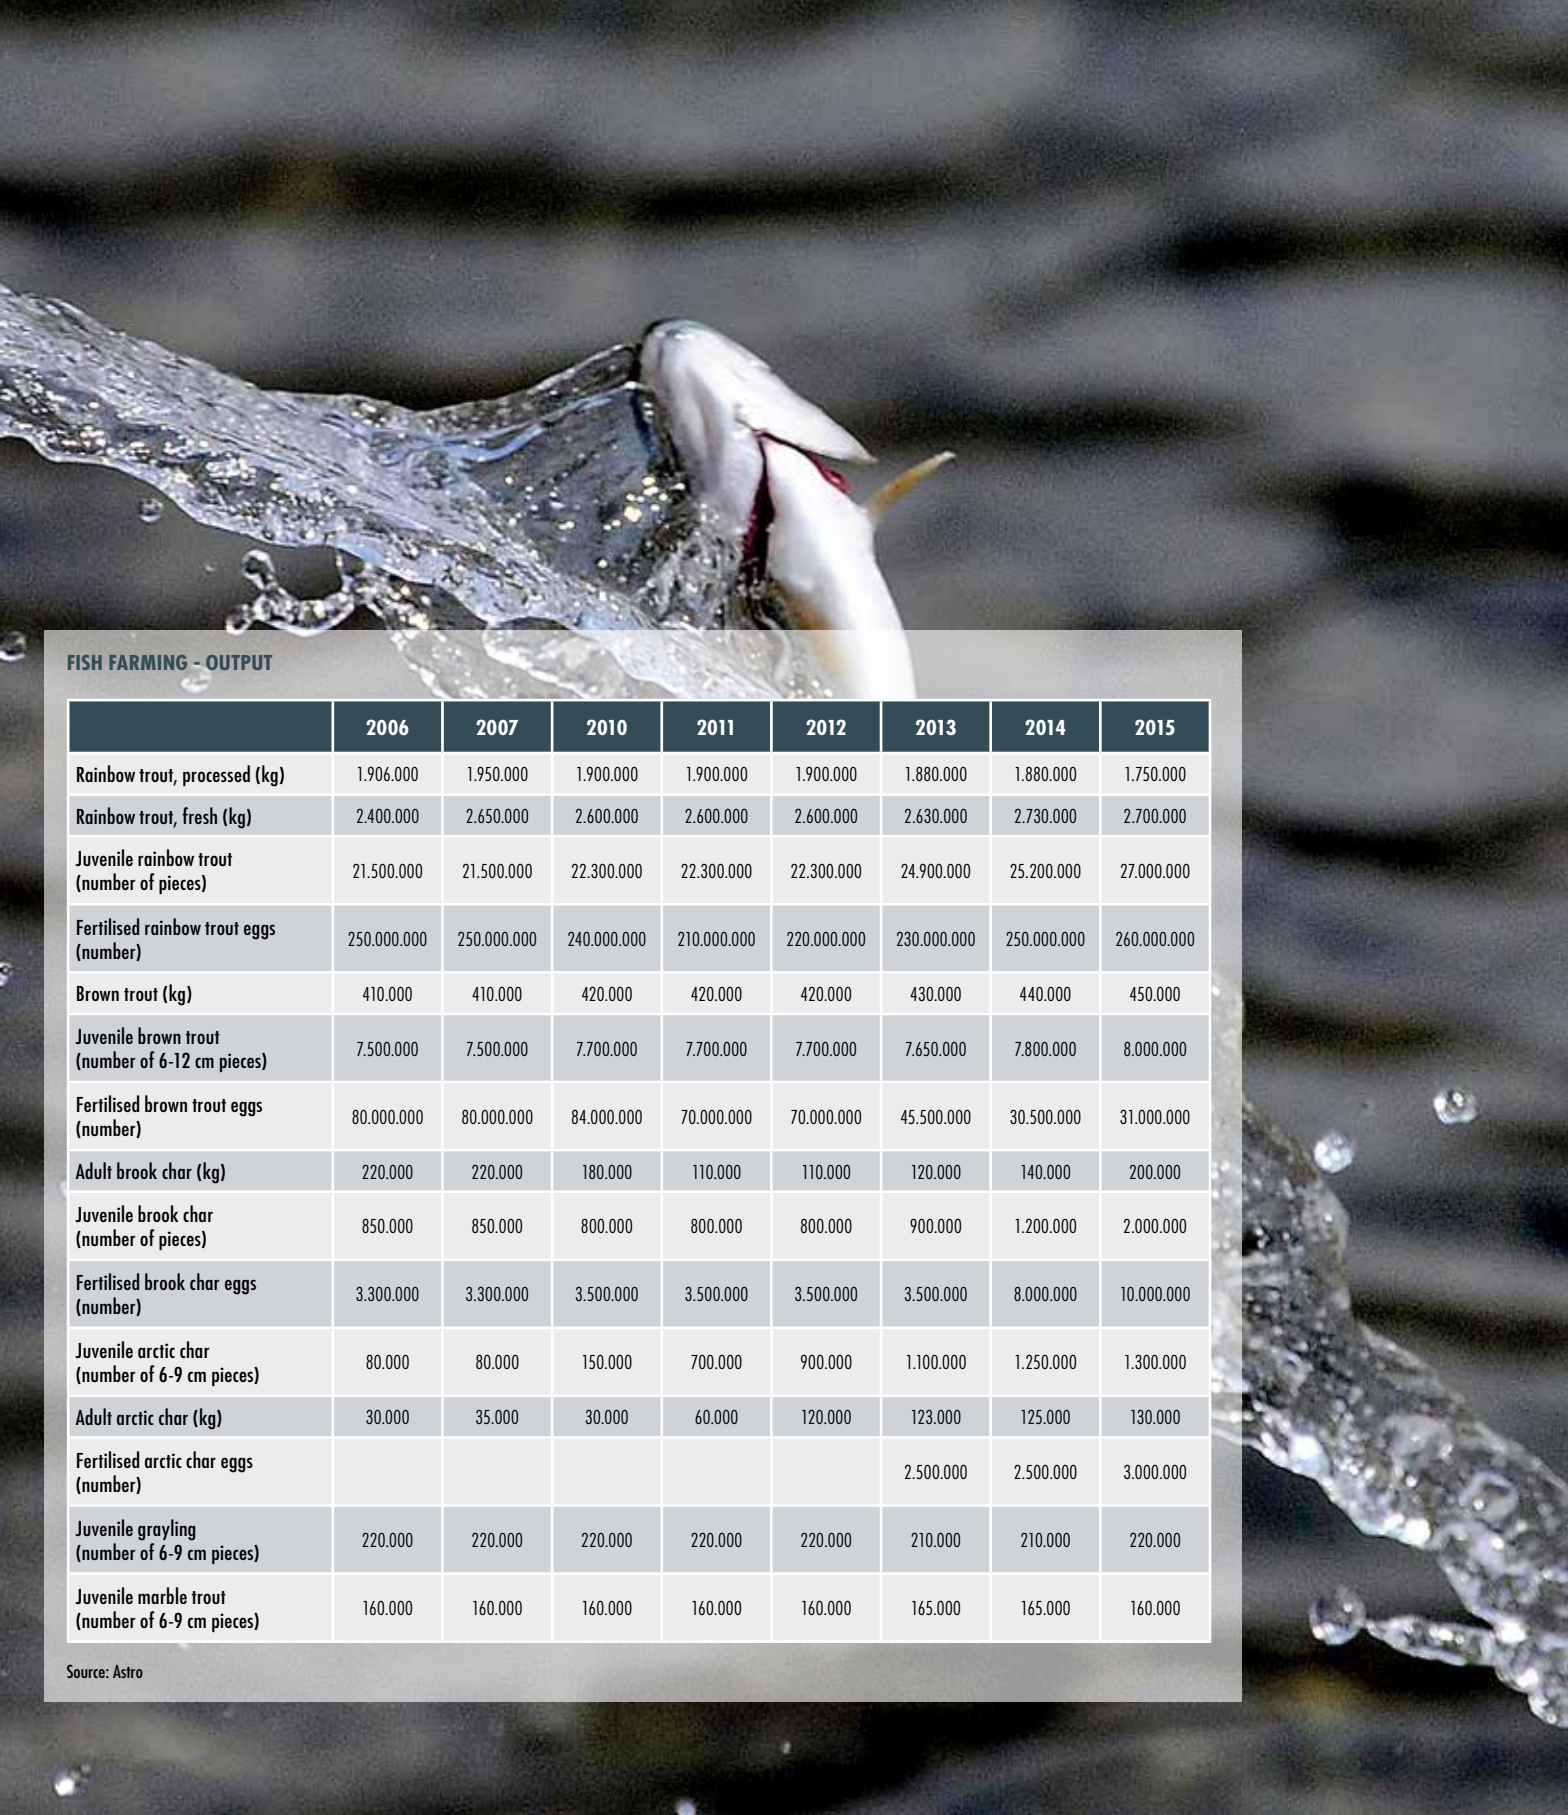 FISH FARMING - OUTPUT
2006 2007 2010 2011 2012 2013 2014 2015
Rainbow trout, processed (kg) 1.906.000 1.950.000 1.900.000 1.900.000 1.900.000 1.880.000 1.880.000 1.750.000
Rainbow trout, fresh (kg) 2.400.000 2.650.000 2.600.000 2.600.000 2.600.000 2.630.000 2.730.000 2.700.000
Juvenile rainbow trout
(number of pieces) 21.500.000 21.500.000 22.300.000 22.300.000 22.300.000 24.900.000 25.200.000 27.000.000
Fertilised rainbow trout eggs
(number) 250.000.000 250.000.000 240.000.000 210.000.000 220.000.000 230.000.000 250.000.000 260.000.000
Brown trout (kg) 410.000 410.000 420.000 420.000 420.000 430.000 440.000 450.000
Juvenile brown trout
(number of 6-12 cm pieces) 7.500.000 7.500.000 7.700.000 7.700.000 7.700.000 7.650.000 7.800.000 8.000.000
Fertilised brown trout eggs
(number) 80.000.000 80.000.000 84.000.000 70.000.000 70.000.000 45.500.000 30.500.000 31.000.000
Adult brook char (kg) 220.000 220.000 180.000 110.000 110.000 120.000 140.000 200.000
Juvenile brook char
(number of pieces) 850.000 850.000 800.000 800.000 800.000 900.000 1.200.000 2.000.000
Fertilised brook char eggs
(number) 3.300.000 3.300.000 3.500.000 3.500.000 3.500.000 3.500.000 8.000.000 10.000.000
Juvenile arctic char
(number of 6-9 cm pieces) 80.000 80.000 150.000 700.000 900.000 1.100.000 1.250.000 1.300.000
Adult arctic char (kg) 30.000 35.000 30.000 60.000 120.000 123.000 125.000 130.000
Fertilised arctic char eggs
(number) 2.500.000 2.500.000 3.000.000
Juvenile grayling
(number of 6-9 cm pieces) 220.000 220.000 220.000 220.000 220.000 210.000 210.000 220.000
Juvenile marble trout
(number of 6-9 cm pieces) 160.000 160.000 160.000 160.000 160.000 165.000 165.000 160.000
Source: Astro